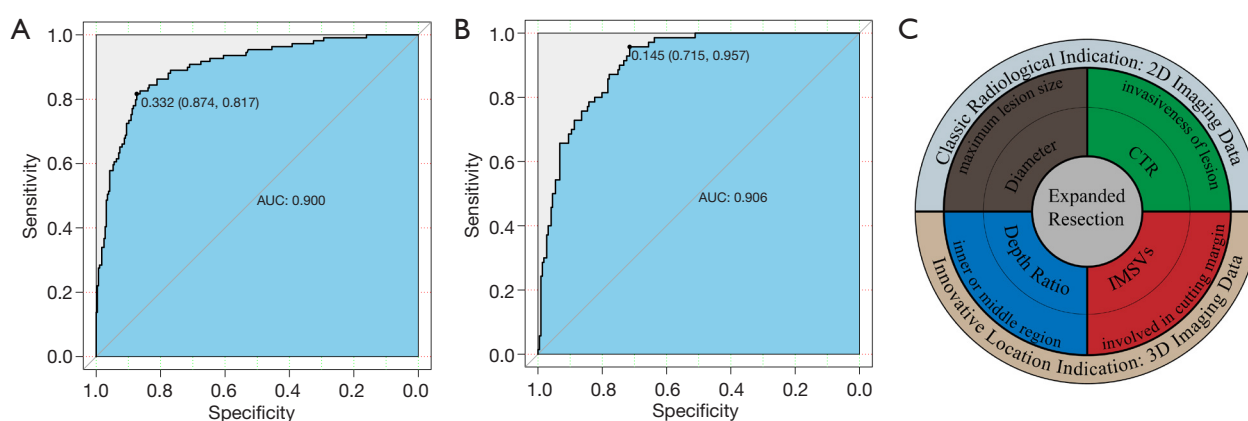 A
1.0
0.8
0.6
0.4
0.2
0.0
Sensitivity
0.332 (0.874, 0.817)
AUC: 0.900
1.0 0.8 0.6 0.4 0.2 0.0
Specificity
B
1.0
0.8
0.6
0.4
0.2
0.0
Sensitivity
0.145 (0.715, 0.957)
AUC: 0.906
1.0 0.8 0.6 0.4 0.2 0.0
Specificity
C
Classic Radiological Indication: 2D Imaging Data
maximum lesion size
Diameter
invasiveness of lesion
CTR
Expanded
Resection
Depth Ratio
inner or middle region
IMSVs
involved in cutting margin
Innovative Location Indication: 3D Imaging Data